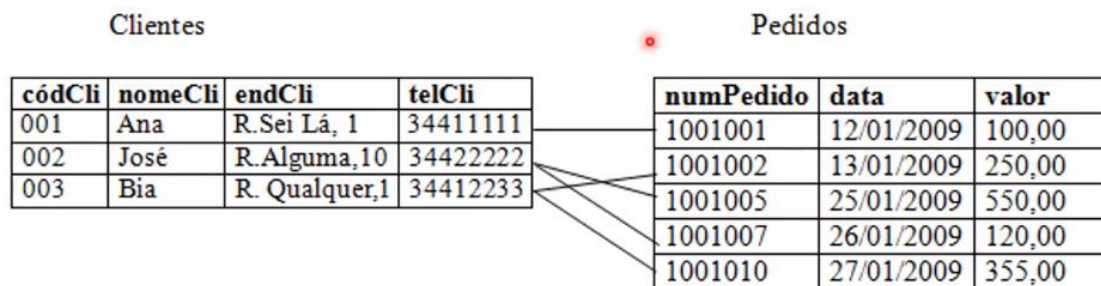 Clientes
Pedidos
códCli nomeCli endCli telCli
001 Ana R.Sei Lá, 1 34411111
002 José R.Alguma,10 34422222
003 Bia R. Qualquer,1 34412233
numPedido data valor
1001001 12/01/2009 100,00
1001002 13/01/2009 250,00
1001005 25/01/2009 550,00
1001007 26/01/2009 120,00
1001010 27/01/2009 355,00